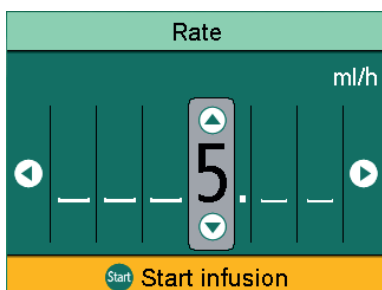 Rate
ml/h
_ _ _ 5 . _ _
Start Start infusion